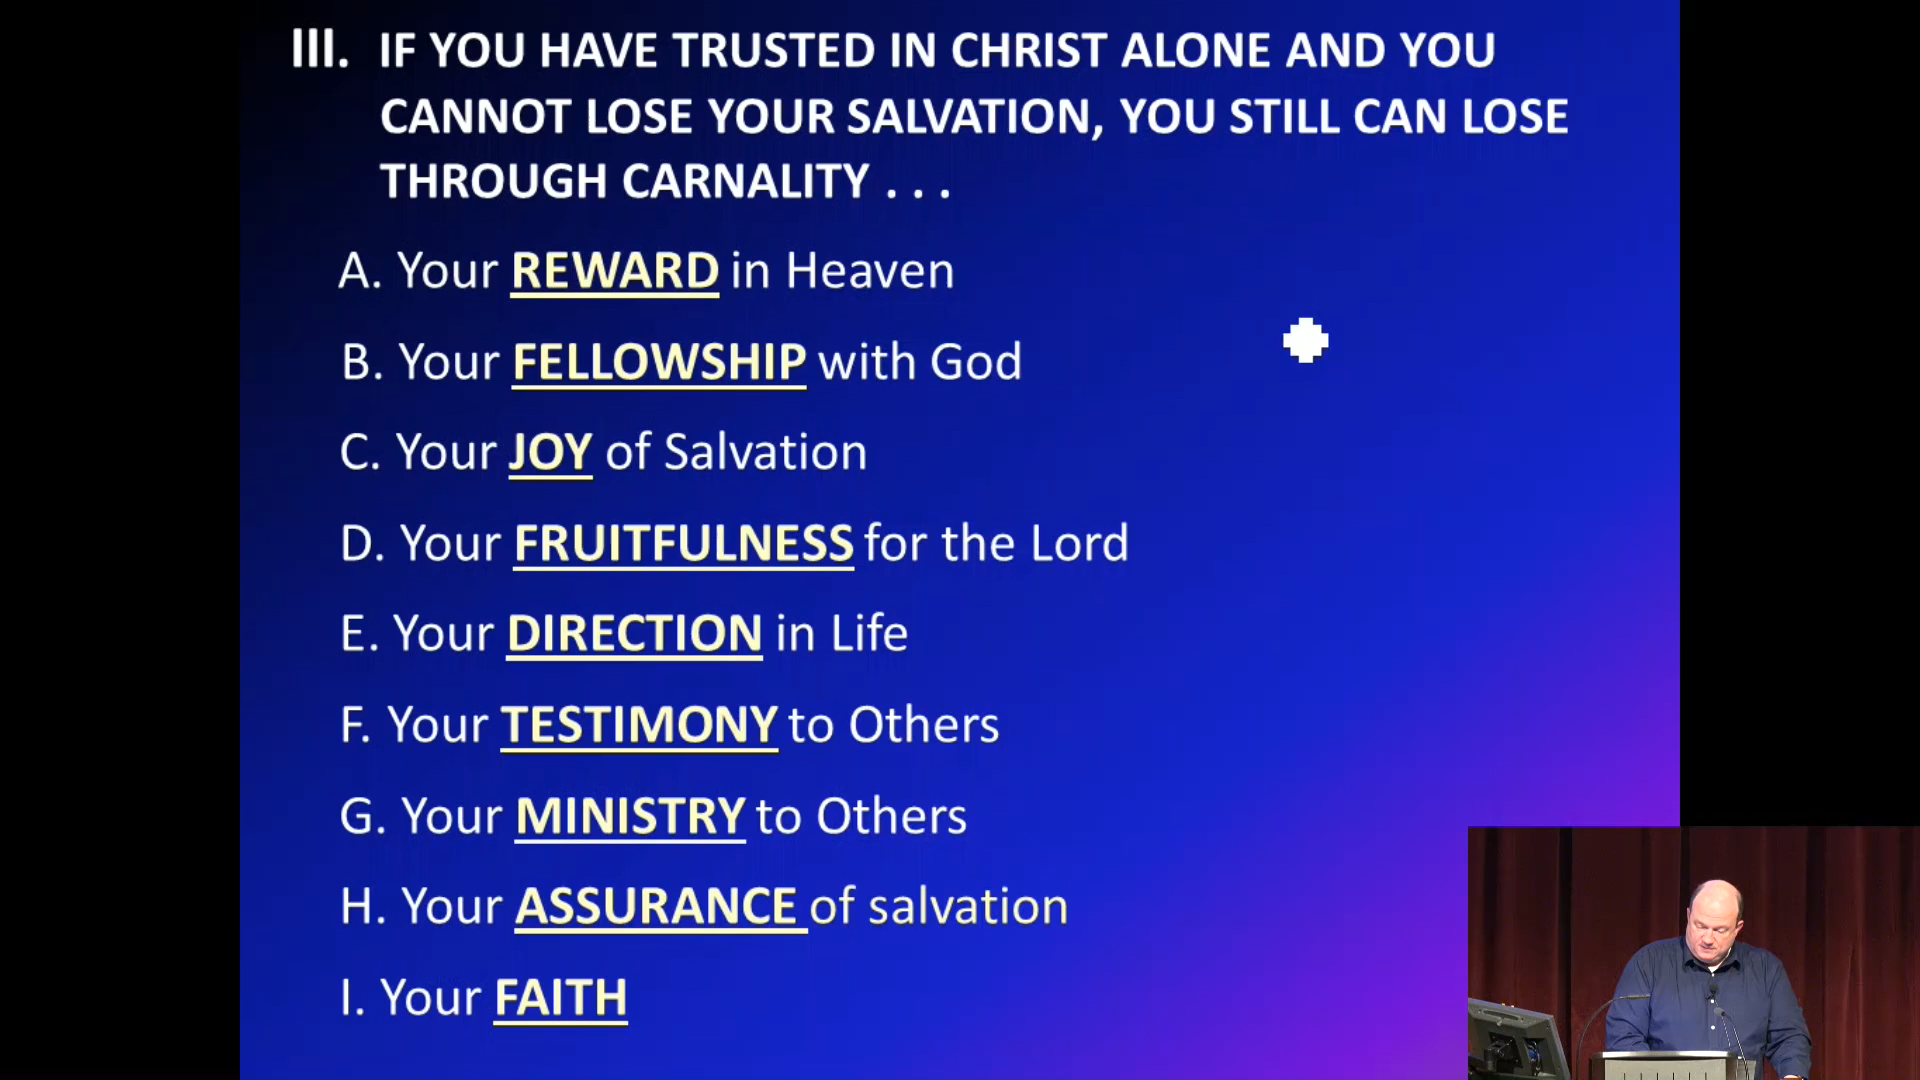 III. IF YOU HAVE TRUSTED IN CHRIST ALONE AND YOU
CANNOT LOSE YOUR SALVATION, YOU STILL CAN LOSE
THROUGH CARNALITY . . .
A. Your REWARD in Heaven
B. Your FELLOWSHIP with God
C. Your JOY of Salvation
D. Your FRUITFULNESS for the Lord
E. Your DIRECTION in Life
F. Your TESTIMONY to Others
G. Your MINISTRY to Others
H. Your ASSURANCE of salvation
I. Your FAITH